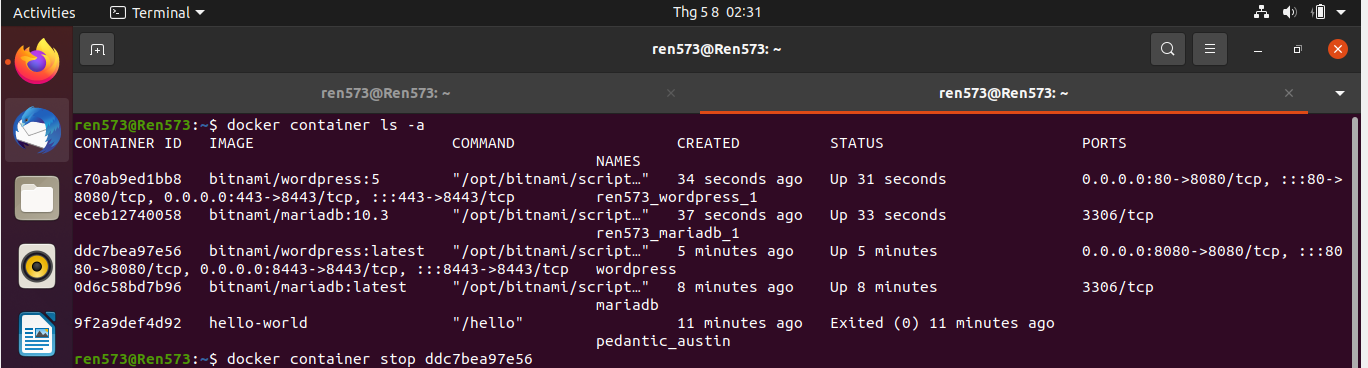 Activities Terminal Thg 5 8 02:31
ren573@Ren573: ~
ren573@Ren573: ~ ren573@Ren573: ~
ren573@Ren573:~$ docker container ls -a
CONTAINER ID IMAGE COMMAND CREATED STATUS PORTS
NAMES
c70ab9ed1bb8 bitnami/wordpress:5 "/opt/bitnami/script…" 34 seconds ago Up 31 seconds 0.0.0.0:80->8080/tcp, :::80->
8080/tcp, 0.0.0.0:443->8443/tcp, :::443->8443/tcp ren573_wordpress_1
eceb12740058 bitnami/mariadb:10.3 "/opt/bitnami/script…" 37 seconds ago Up 33 seconds 3306/tcp
ren573_mariadb_1
ddc7bea97e56 bitnami/wordpress:latest "/opt/bitnami/script…" 5 minutes ago Up 5 minutes 0.0.0.0:8080->8080/tcp, :::80
80->8080/tcp, 0.0.0.0:8443->8443/tcp, :::8443->8443/tcp wordpress
0d6c58bd7b96 bitnami/mariadb:latest "/opt/bitnami/script…" 8 minutes ago Up 8 minutes 3306/tcp
mariadb
9f2a9def4d92 hello-world "/hello" 11 minutes ago Exited (0) 11 minutes ago
pedantic_austin
ren573@Ren573:~$ docker container stop ddc7bea97e56